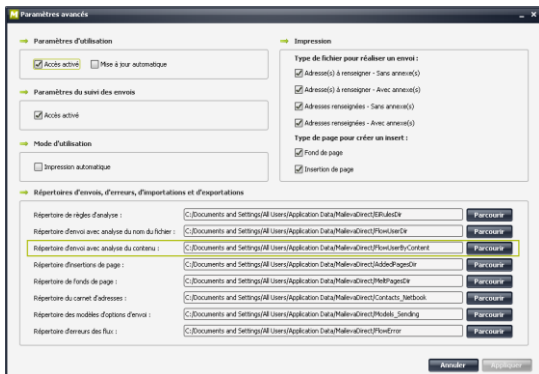 Paramètres avancés
Paramètres d'utilisation
Accès activé
Mise à jour automatique
Paramètres du suivi des envois
Accès activé
Mode d'utilisation
Impression automatique
Impression
Type de fichier pour réaliser un envoi :
Adresse(s) à renseigner - Sans annexe(s)
Adresse(s) à renseigner - Avec annexe(s)
Adresses renseignées - Sans annexe(s)
Adresses renseignées - Avec annexe(s)
Type de page pour créer un insert :
Fond de page
Insertion de page
Répertoires d'envois, d'erreurs, d'importations et d'exportations
Répertoire de règles d'analyse : C:/Documents and Settings/All Users/Application Data/MailevaDirect/ElRulesDir Parcourir
Répertoire d'envoi avec analyse du nom du fichier : C:/Documents and Settings/All Users/Application Data/MailevaDirect/FlowUserDir Parcourir
Répertoire d'envoi avec analyse du contenu : C:/Documents and Settings/All Users/Application Data/MailevaDirect/FlowUserByContent Parcourir
Répertoire d'insertions de page : C:/Documents and Settings/All Users/Application Data/MailevaDirect/AddedPagesDir Parcourir
Répertoire de fonds de page : C:/Documents and Settings/All Users/Application Data/MailevaDirect/MeltPagesDir Parcourir
Répertoire du carnet d'adresses : C:/Documents and Settings/All Users/Application Data/MailevaDirect/Contacts_Netbook Parcourir
Répertoire des modèles d'options d'envoi : C:/Documents and Settings/All Users/Application Data/MailevaDirect/Models_Sending Parcourir
Répertoire d'erreurs des flux : C:/Documents and Settings/All Users/Application Data/MailevaDirect/FlowError Parcourir
Annuler Appliquer